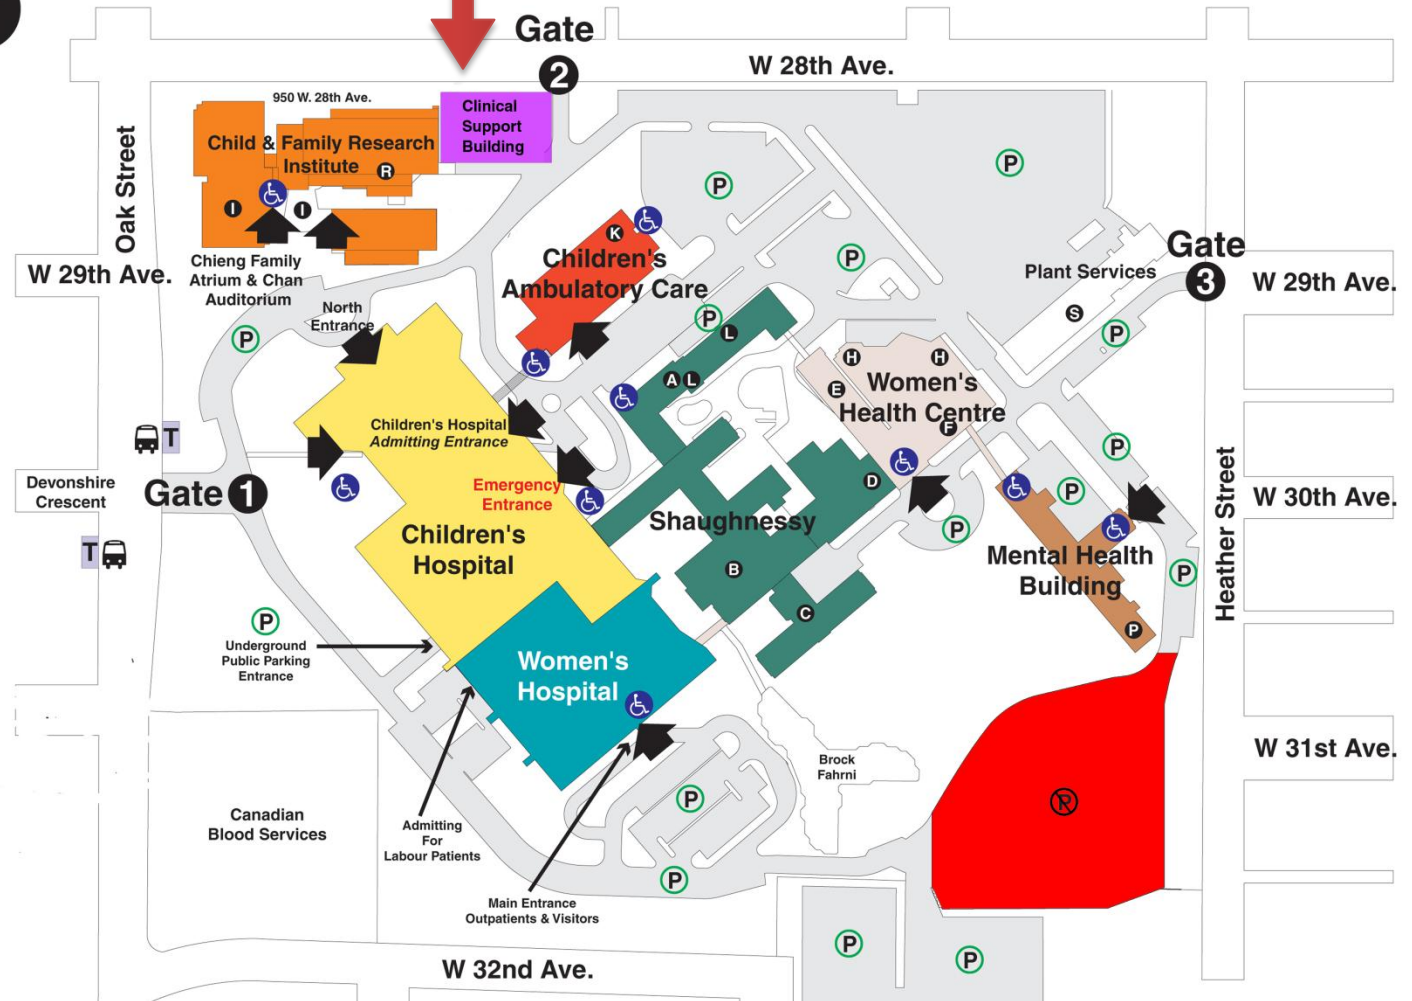 Gate
2
W 28th Ave.
950 W. 28th Ave.
Clinical
Support
Building
Oak Street
Child & Family Research
Institute
R
I
I
P
P
K
Chieng Family
Atrium & Chan
Auditorium
W 29th Ave.
Children's
Ambulatory Care
P
Plant Services
Gate
3
W 29th Ave.
S
P
North
Entrance
P
P
L
A
L
H
H
E
Women's
Health Centre
F
Children's Hospital
Admitting Entrance
T
Devonshire
Crescent
Gate 1
Emergency
Entrance
D
P
P
P
W 30th Ave.
Heather Street
Shaughnessy
Children's
Hospital
T
B
C
Mental Health
Building
P
P
P
Underground
Public Parking
Entrance
Women's
Hospital
W 31st Ave.
Brock
Fahrni
P
P
Canadian
Blood Services
Admitting
For
Labour Patients
P
Main Entrance
Outpatients & Visitors
P
P
W 32nd Ave.